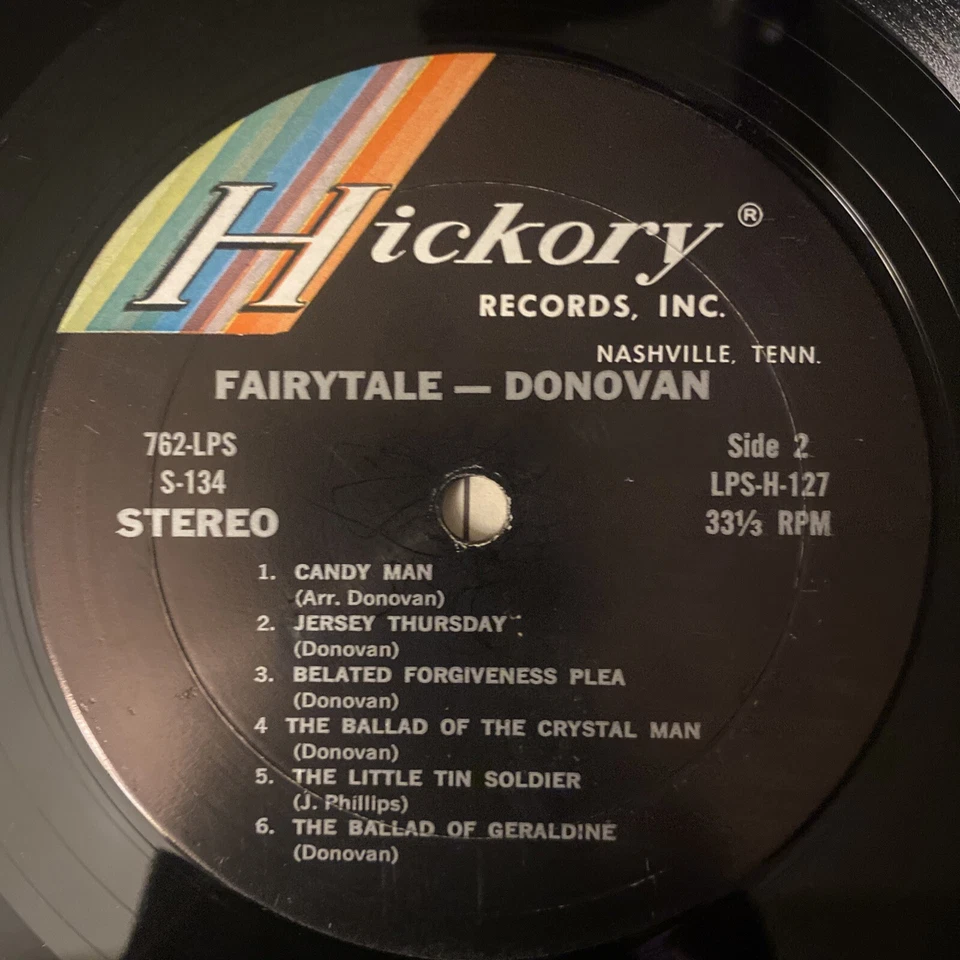 Hickory ®
RECORDS, INC.
NASHVILLE, TENN.
FAIRYTALE — DONOVAN
762-LPS
S-134
STEREO
Side 2
LPS-H-127
33⅓ RPM
1. CANDY MAN
(Arr. Donovan)
2. JERSEY THURSDAY
(Donovan)
3. BELATED FORGIVENESS PLEA
(Donovan)
4 THE BALLAD OF THE CRYSTAL MAN
(Donovan)
5. THE LITTLE TIN SOLDIER
(J. Phillips)
6. THE BALLAD OF GERALDINE
(Donovan)